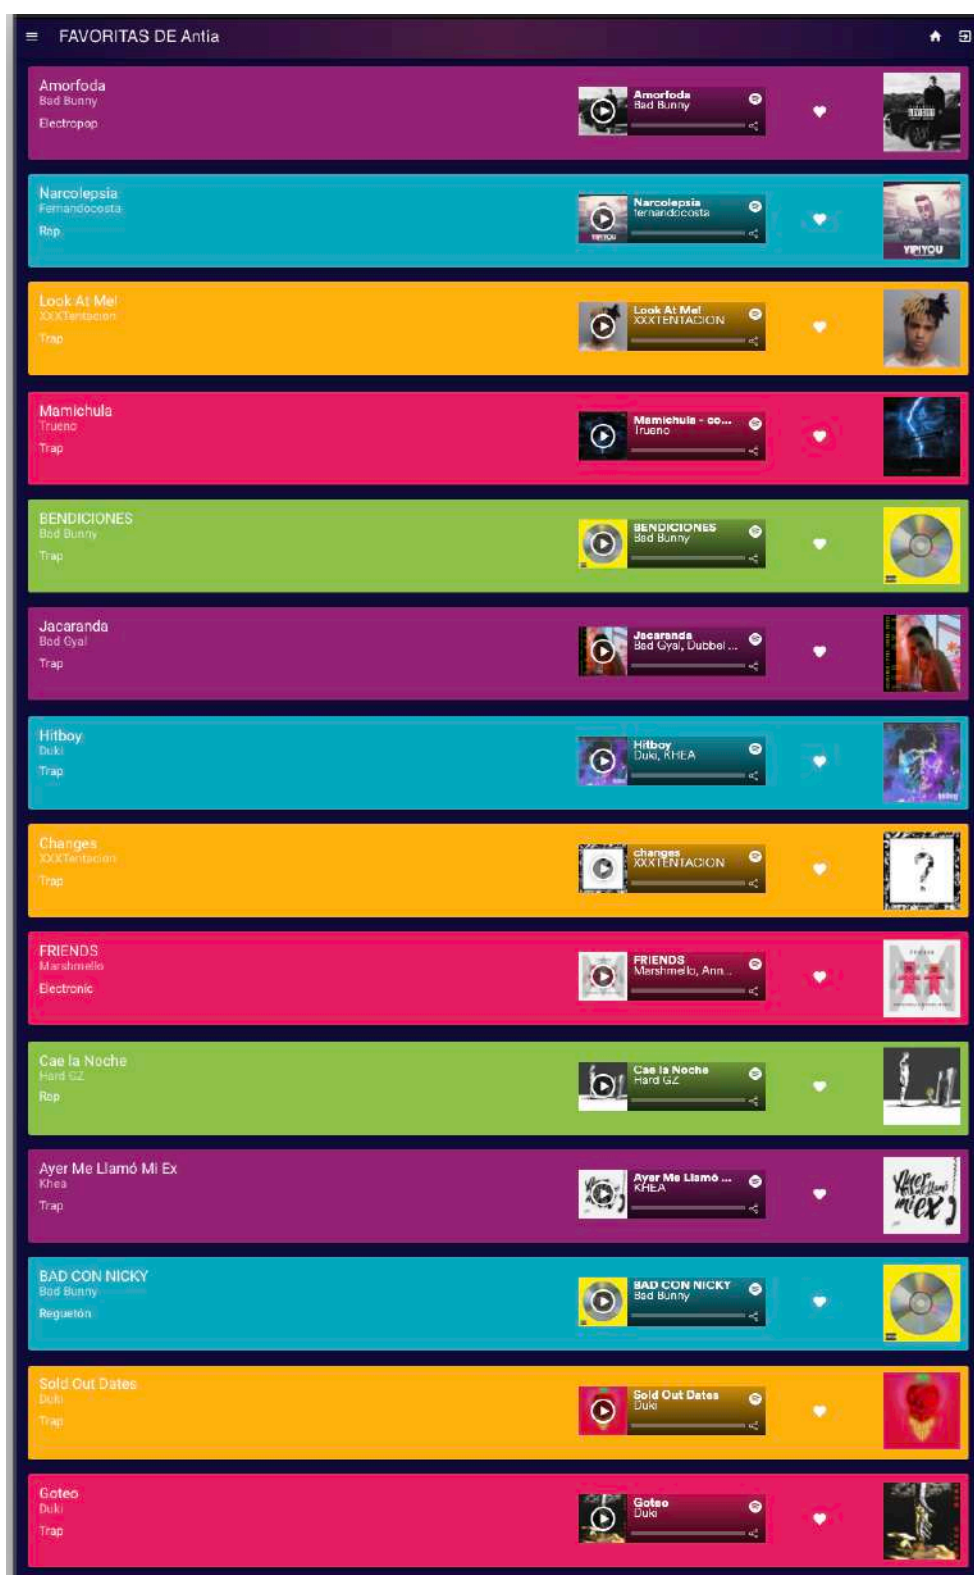 FAVORITAS DE Antia
Amorfoda
Bad Bunny
Electropop
Amorfoda
Bad Bunny
Narcolepsia
Fernandocosta
Rap
Narcolepsia
fernandocosta
YIPIYOU
Look At Me!
XXXTentacion
Trap
Look At Me!
XXXTENTACION
Mamichula
Trueno
Trap
Mamichula - co...
Trueno
BENDICIONES
Bad Bunny
Trap
BENDICIONES
Bad Bunny
Jacaranda
Bad Gyal
Trap
Jacaranda
Bad Gyal, Dubbel ...
Hitboy
Duki
Trap
Hitboy
Duki, KHEA
Changes
XXXTentacion
Trap
changes
XXXTENTACION
?
FRIENDS
Marshmello
Electronic
FRIENDS
Marshmello, Ann...
Cae la Noche
Hard GZ
Rap
Cae la Noche
Hard GZ
Ayer Me Llamó Mi Ex
Khea
Trap
Ayer Me Llamó ...
KHEA
Ayer
me llamó
mi ex
BAD CON NICKY
Bad Bunny
Reguetón
BAD CON NICKY
Bad Bunny
Sold Out Dates
Duki
Trap
Sold Out Dates
Duki
Goteo
Duki
Trap
Goteo
Duki